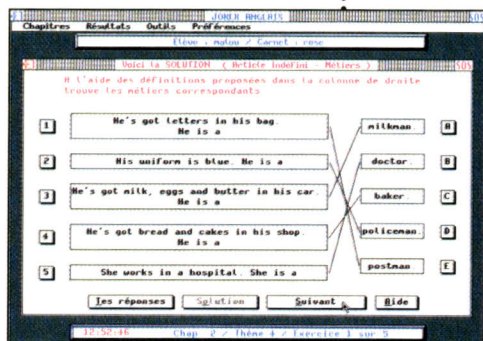 JOKER ANGLAIS
SOS
Chapitres Résultats Outils Préférences
Elève : malou / Carnet : rose
Voici la SOLUTION ( Article Indéfini - Métiers )
SOS
A l'aide des définitions proposées dans la colonne de droite
trouve les métiers correspondants
1 He's got letters in his bag. He is a
milkman. A
2 His uniform is blue. He is a
doctor. B
3 He's got milk, eggs and butter in his car. He is a
baker. C
4 He's got bread and cakes in his shop. He is a
policeman. D
5 She works in a hospital. She is a
postman. E
Tes réponses Solution Suivant Aide
12:52:46 Chap. 2 / Thème 4 / Exercice 1 sur 5